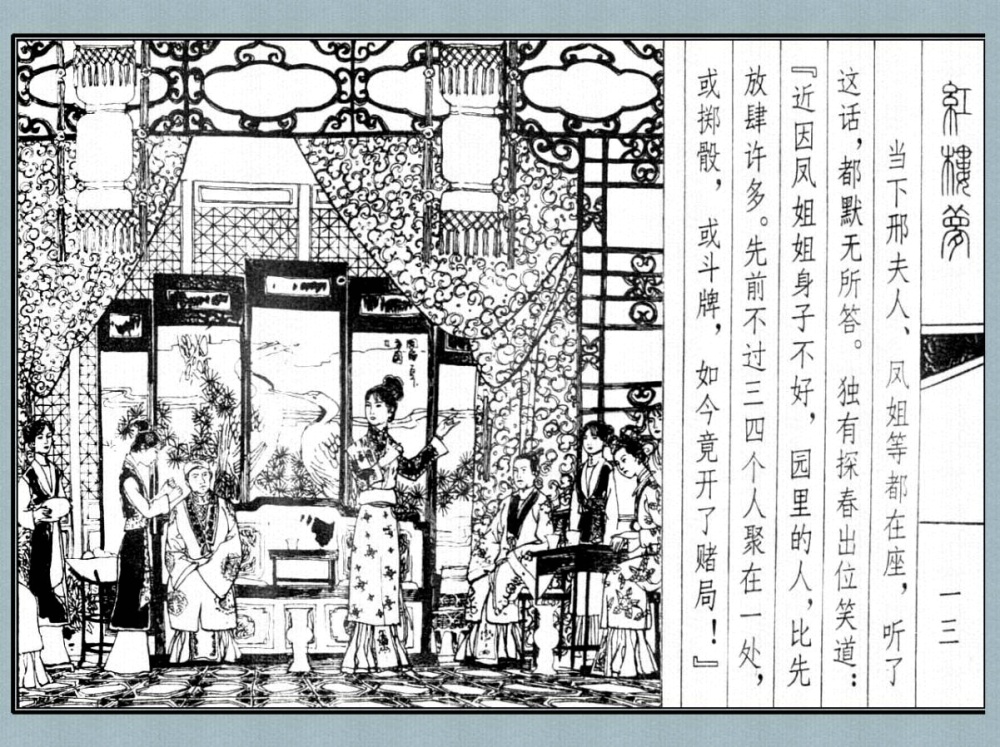 紅樓夢
一三
当下邢夫人、凤姐等都在座，听了
这话，都默无所答。独有探春出位笑道：
『近因凤姐姐身子不好，园里的人，比先
放肆许多。先前不过三四个人聚在一处，
或掷骰，或斗牌，如今竟开了赌局！』